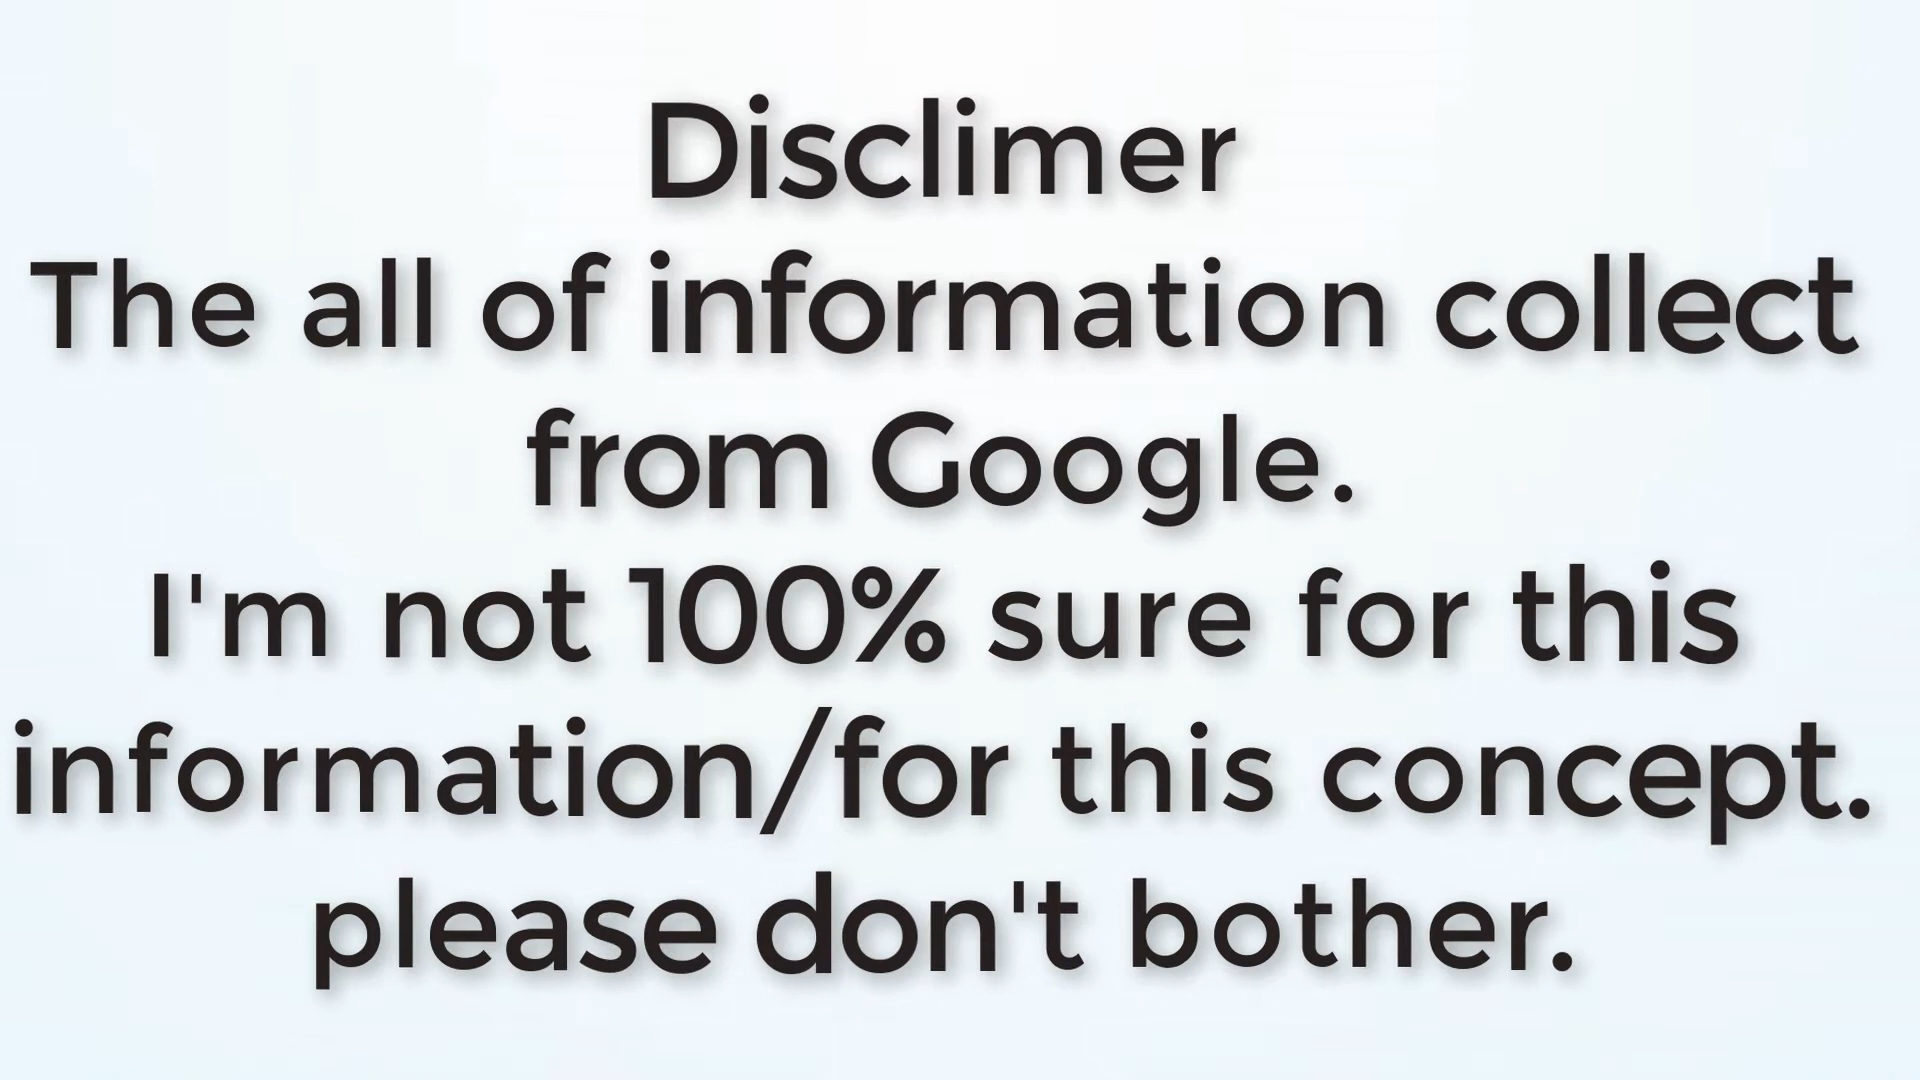 Disclimer
The all of information collect
from Google.
I'm not 100% sure for this
information/for this concept.
please don't bother.